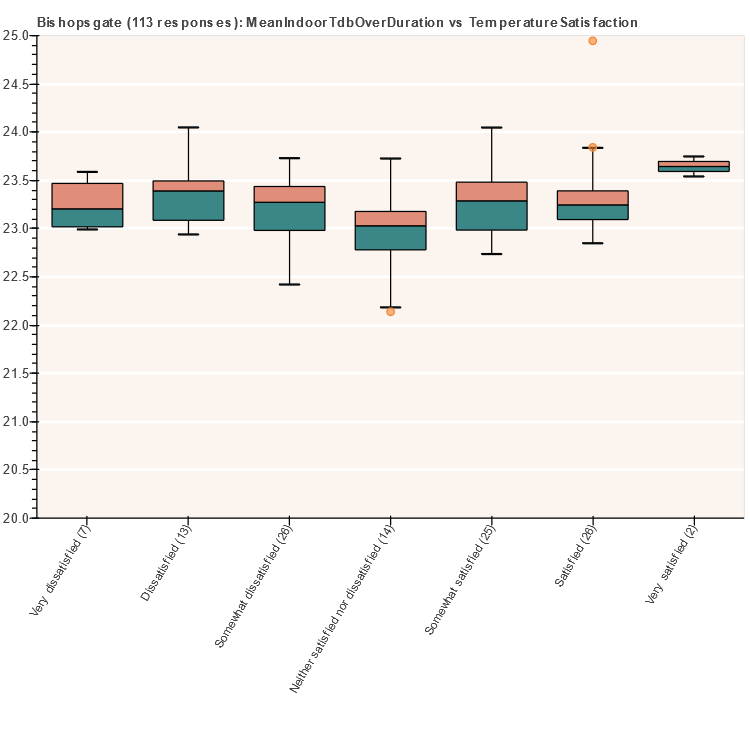 Bishopsgate (113 responses): MeanIndoorTdbOverDuration vs TemperatureSatisfaction
25.0
24.5
24.0
23.5
23.0
22.5
22.0
21.5
21.0
20.5
20.0
Very dissatisfied (7)
Dissatisfied (13)
Somewhat dissatisfied (26)
Neither satisfied nor dissatisfied (14)
Somewhat satisfied (25)
Satisfied (26)
Very satisfied (2)